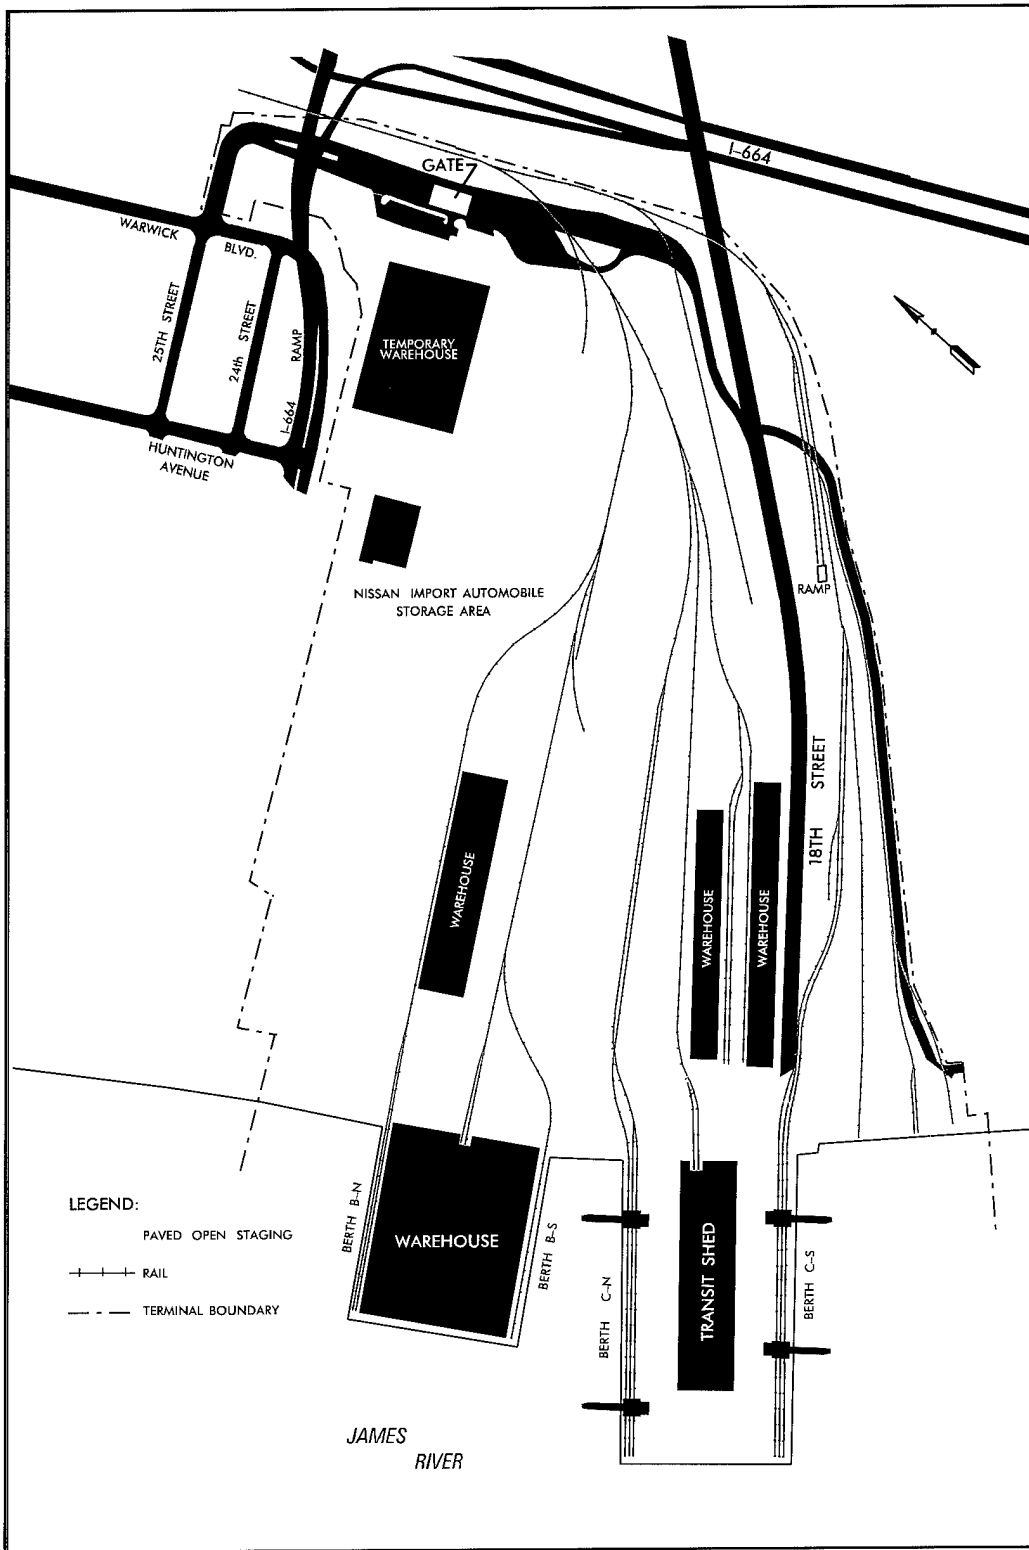 I-664
GATE
WARWICK
BLVD.
25TH STREET
24th STREET
RAMP
I-664
TEMPORARY
WAREHOUSE
HUNTINGTON
AVENUE
NISSAN IMPORT AUTOMOBILE
STORAGE AREA
RAMP
18TH STREET
WAREHOUSE
WAREHOUSE
WAREHOUSE
LEGEND:
PAVED OPEN STAGING
RAIL
TERMINAL BOUNDARY
BERTH B-N
WAREHOUSE
BERTH B-S
BERTH C-N
TRANSIT SHED
BERTH C-S
JAMES
RIVER